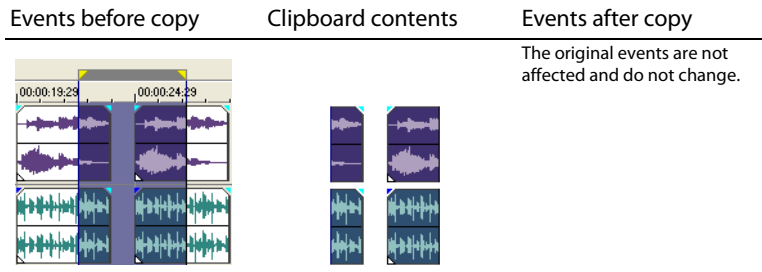 Events before copy
Clipboard contents
Events after copy
The original events are not
affected and do not change.
00:00:19:29
00:00:24:29